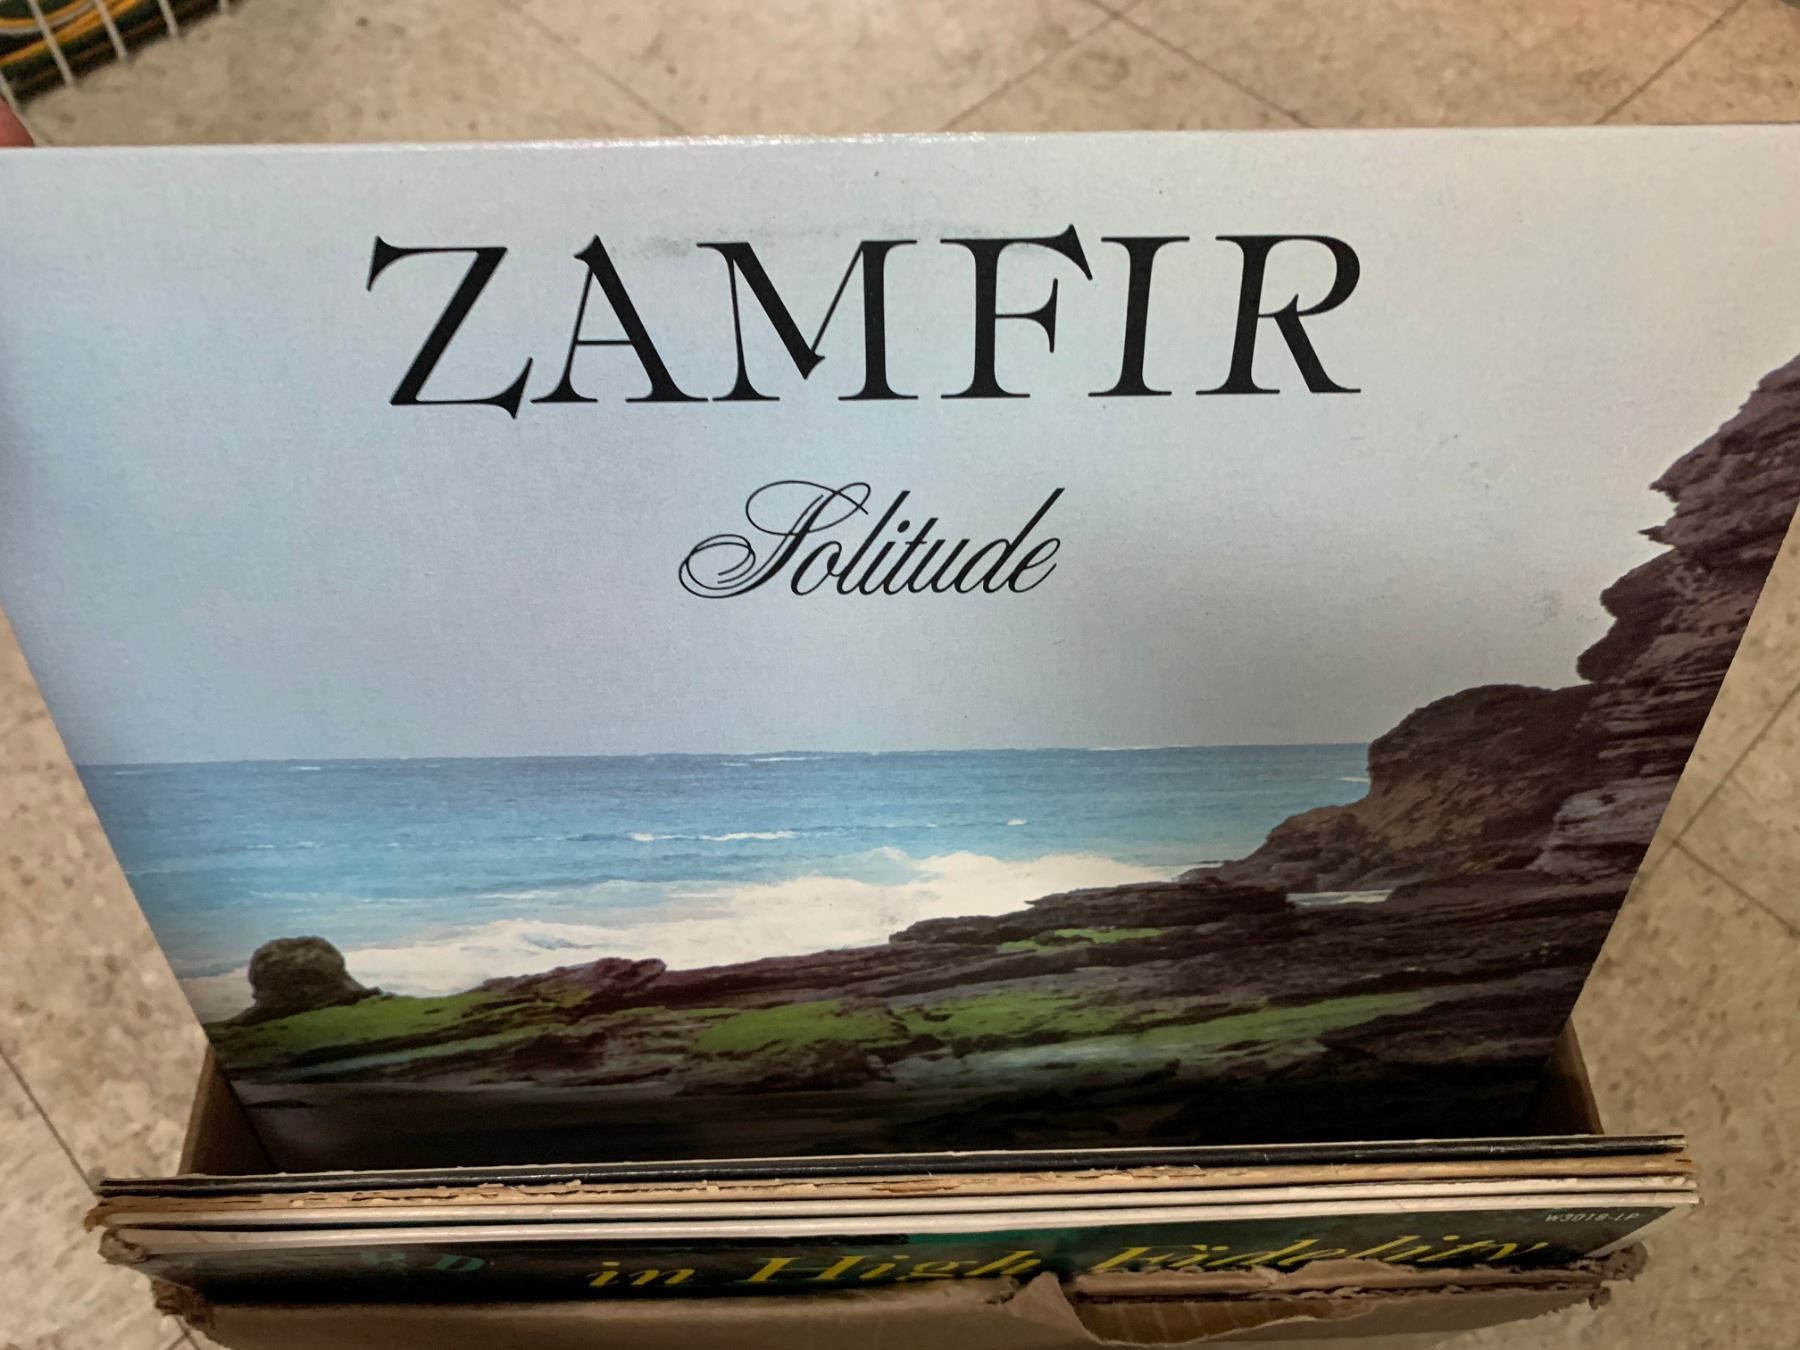 ZAMFIR
Solitude
W3018-LP
in High Fidelity